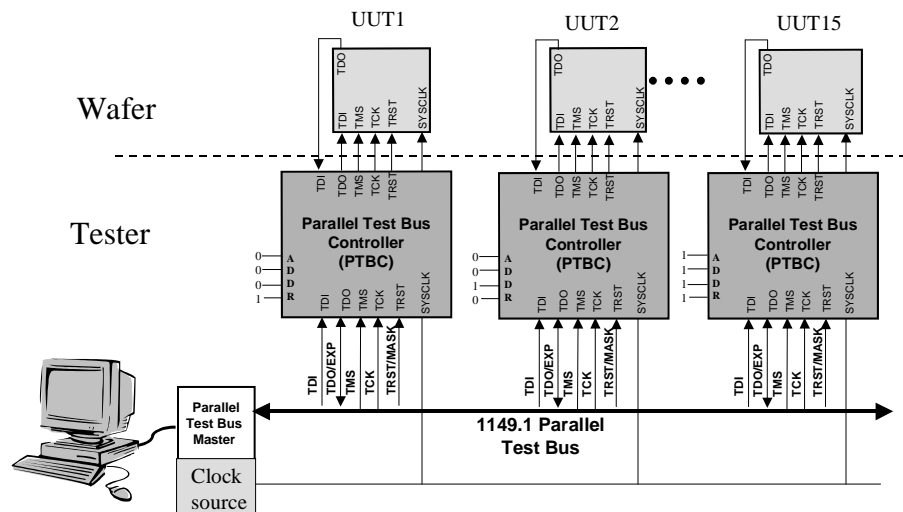 UUT1
UUT2
UUT15
Wafer
TDO
TDI
TMS
TCK
TRST
SYSCLK
TDO
TDI
TMS
TCK
TRST
SYSCLK
TDO
TDI
TMS
TCK
TRST
SYSCLK
Tester
TDI
TDO
TMS
TCK
TRST
Parallel Test Bus
Controller
(PTBC)
0
0
0
1
A
D
D
R
TDI
TDO
TMS
TCK
TRST
SYSCLK
TDI
TDO
TMS
TCK
TRST
Parallel Test Bus
Controller
(PTBC)
0
0
1
0
A
D
D
R
TDI
TDO
TMS
TCK
TRST
SYSCLK
TDI
TDO
TMS
TCK
TRST
Parallel Test Bus
Controller
(PTBC)
1
1
1
1
A
D
D
R
TDI
TDO
TMS
TCK
TRST
SYSCLK
TDI
TDO/EXP
TMS
TCK
TRST/MASK
TDI
TDO/EXP
TMS
TCK
TRST/MASK
TDI
TDO/EXP
TMS
TCK
TRST/MASK
Parallel
Test Bus
Master
1149.1 Parallel
Test Bus
Clock
source